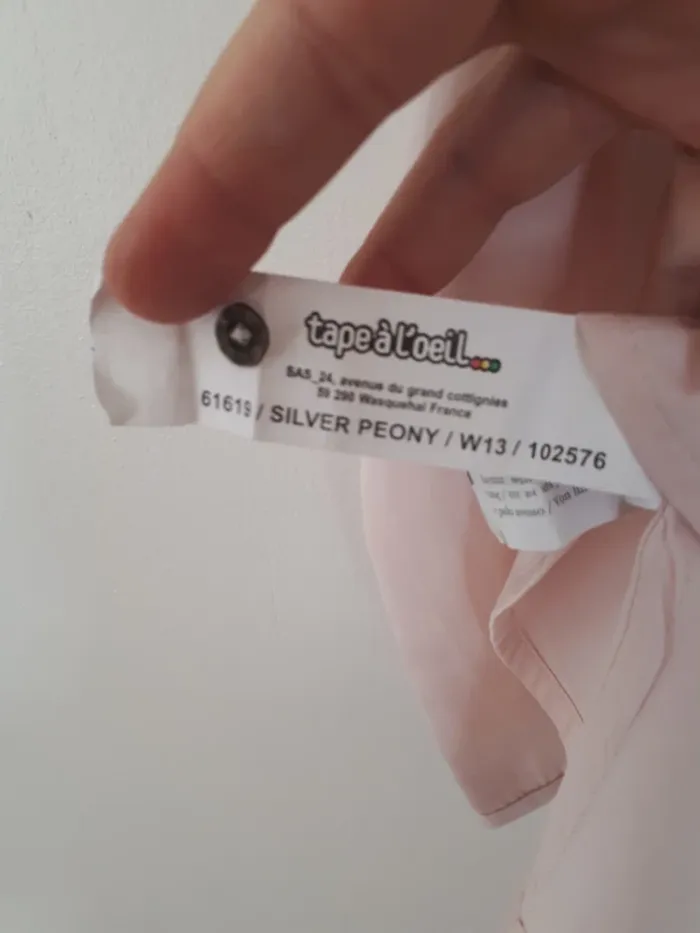 tape à l'oeil...
SAS_24, avenue du grand cottignies
59 290 Wasquehal France
61619 / SILVER PEONY / W13 / 102576